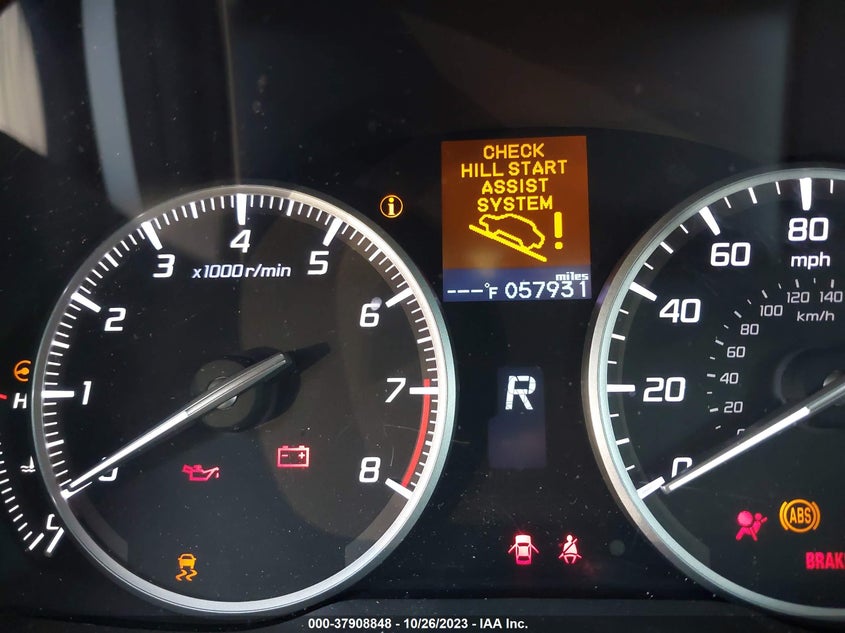 CHECK
HILL START
ASSIST
SYSTEM
!
miles
---°F 057931
i
4
3
5
x1000r/min
2
6
1
7
8
H
R
80
60
mph
40
120 140
100
km/h
80
60
20
40
20
0
- +
ABS
000-37908848 - 10/26/2023 - IAA Inc.